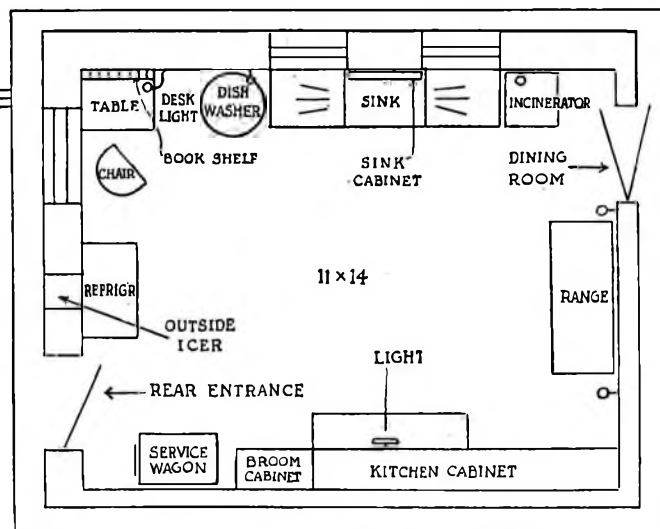 TABLE
DESK
LIGHT
DISH
WASHER
SINK
INCINERATOR
BOOK SHELF
SINK
CABINET
DINING
ROOM
CHAIR
REFRIG'R
11 × 14
RANGE
OUTSIDE
ICER
LIGHT
REAR ENTRANCE
SERVICE
WAGON
BROOM
CABINET
KITCHEN CABINET